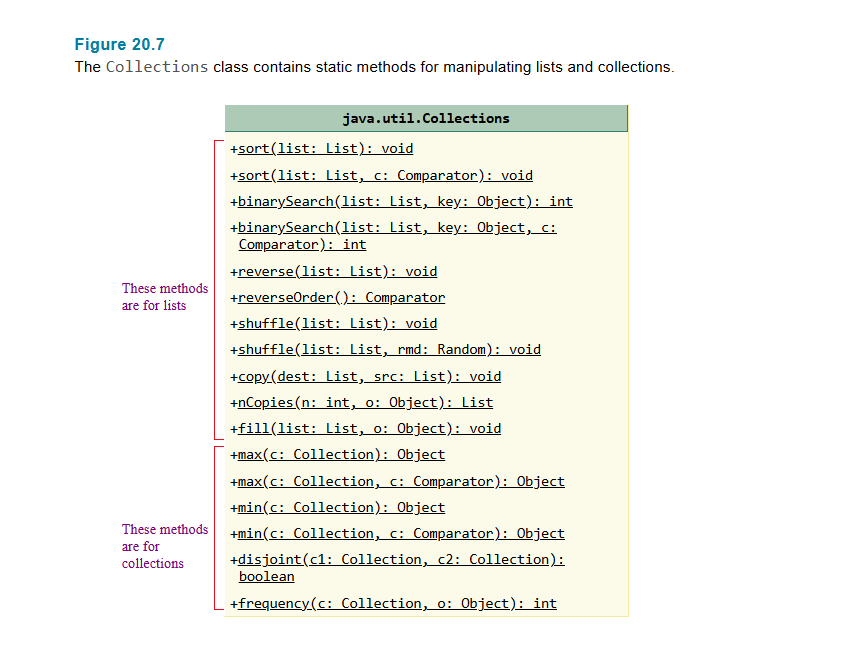 Figure 20.7
The Collections class contains static methods for manipulating lists and collections.
java.util.Collections
+sort(list: List): void
+sort(list: List, c: Comparator): void
+binarySearch(list: List, key: Object): int
+binarySearch(list: List, key: Object, c:
Comparator): int
+reverse(list: List): void
+reverseOrder(): Comparator
+shuffle(list: List): void
+shuffle(list: List, rmd: Random): void
+copy(dest: List, src: List): void
+nCopies(n: int, o: Object): List
+fill(list: List, o: Object): void
These methods
are for lists
+max(c: Collection): Object
+max(c: Collection, c: Comparator): Object
+min(c: Collection): Object
+min(c: Collection, c: Comparator): Object
+disjoint(c1: Collection, c2: Collection):
boolean
+frequency(c: Collection, o: Object): int
These methods
are for
collections